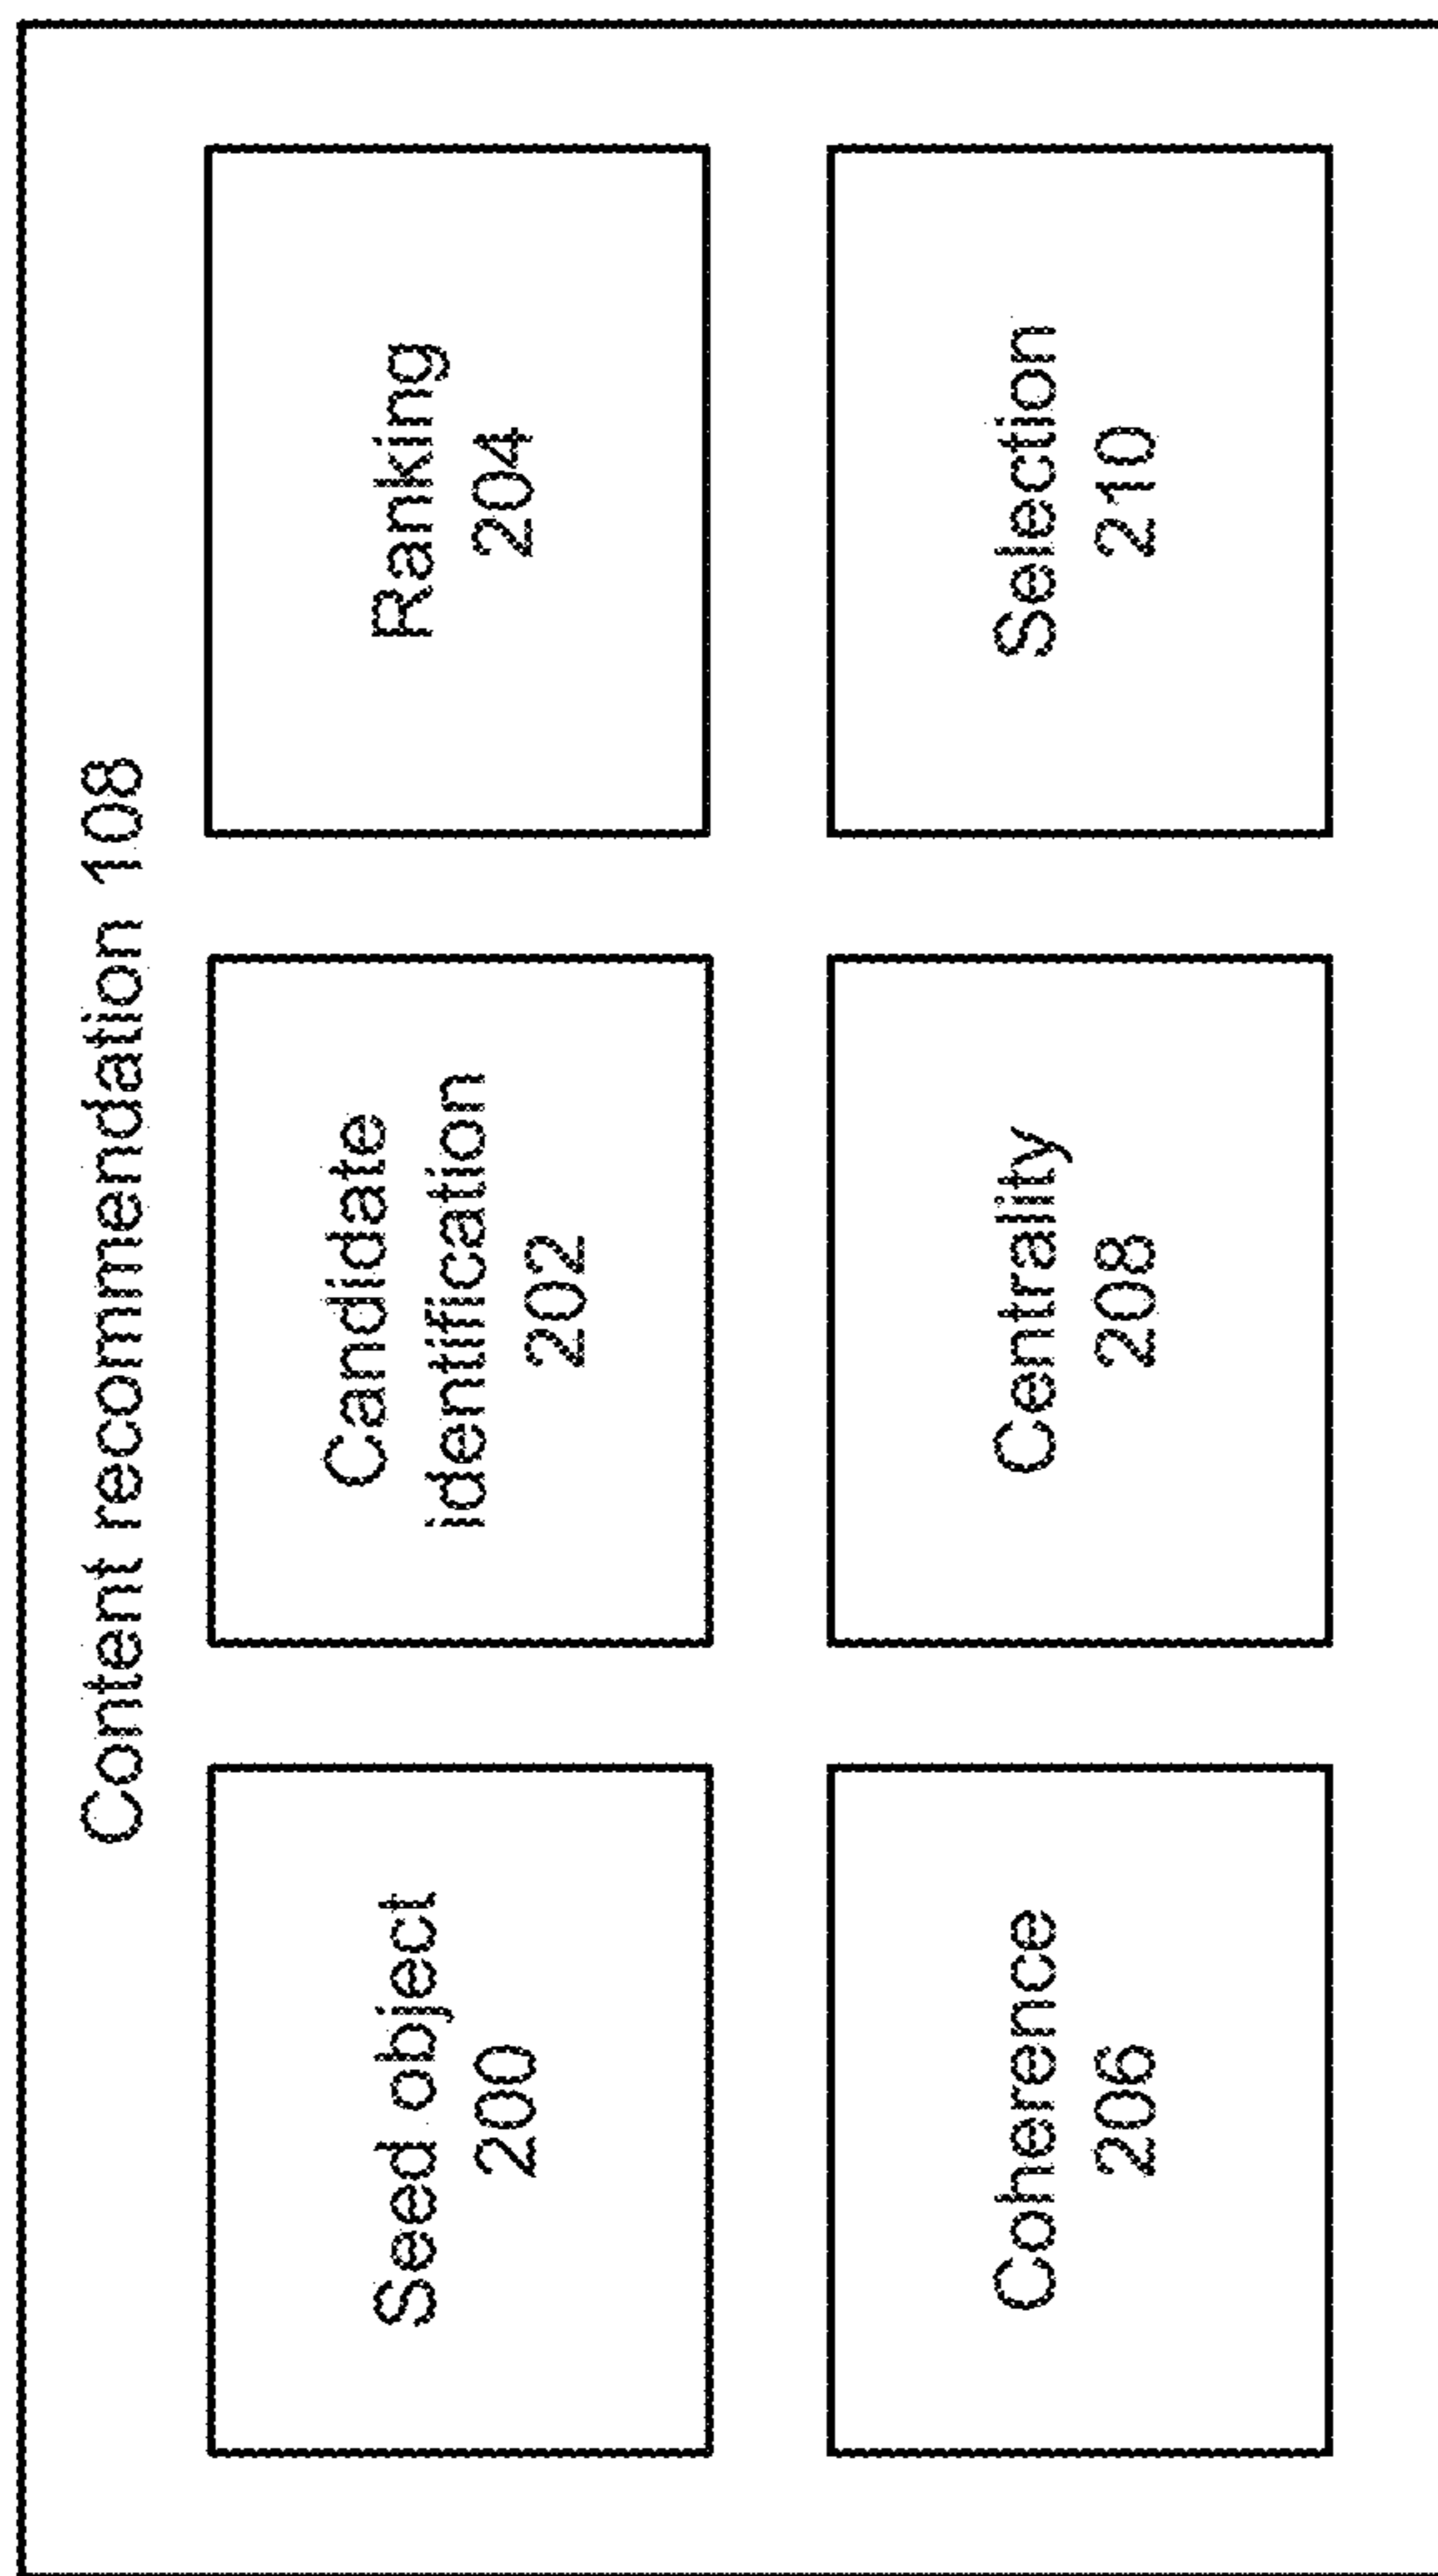 Content recommendation 108
Seed object
200
Candidate
identification
202
Ranking
204
Coherence
206
Centrality
208
Selection
210